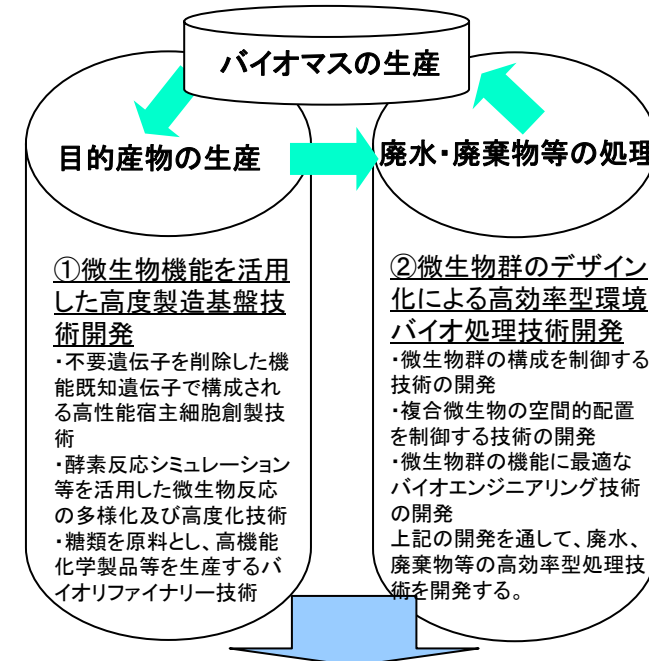 バイオマスの生産
目的産物の生産
廃水・廃棄物等の処理
①微生物機能を活用
した高度製造基盤技
術開発
・不要遺伝子を削除した機
能既知遺伝子で構成され
る高性能宿主細胞創製技
術
・酵素反応シミュレーション
等を活用した微生物反応
の多様化及び高度化技術
・糖類を原料とし、高機能
化学製品等を生産するバ
イオリファイナリー技術
②微生物群のデザイン
化による高効率型環境
バイオ処理技術開発
・微生物群の構成を制御する
技術の開発
・複合微生物の空間的配置
を制御する技術の開発
・微生物群の機能に最適な
バイオエンジニアリング技術
の開発
上記の開発を通して、廃水、
廃棄物等の高効率型処理技
術を開発する。